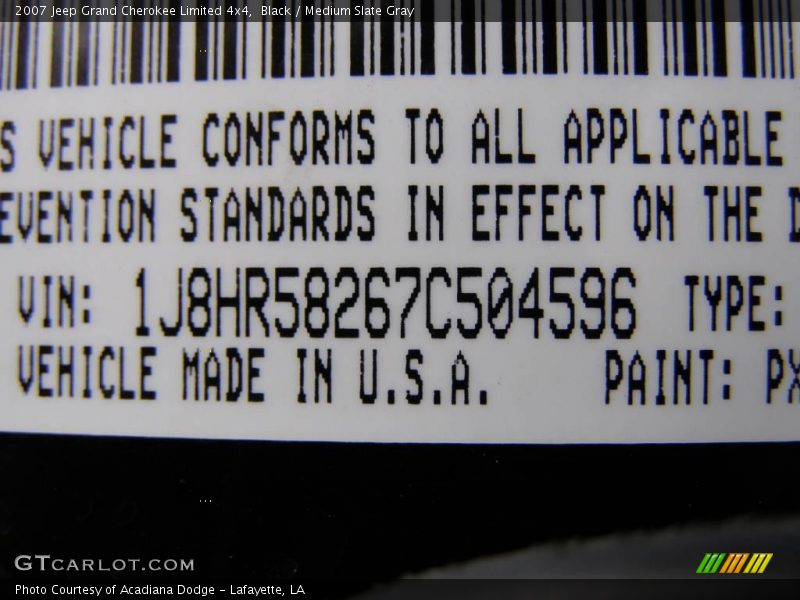 2007 Jeep Grand Cherokee Limited 4x4, Black / Medium Slate Gray
S VEHICLE CONFORMS TO ALL APPLICABLE
EVENTION STANDARDS IN EFFECT ON THE D
VIN: 1J8HR58267C504596 TYPE:
VEHICLE MADE IN U.S.A. PAINT: PX
GTCARLOT.COM
Photo Courtesy of Acadiana Dodge - Lafayette, LA